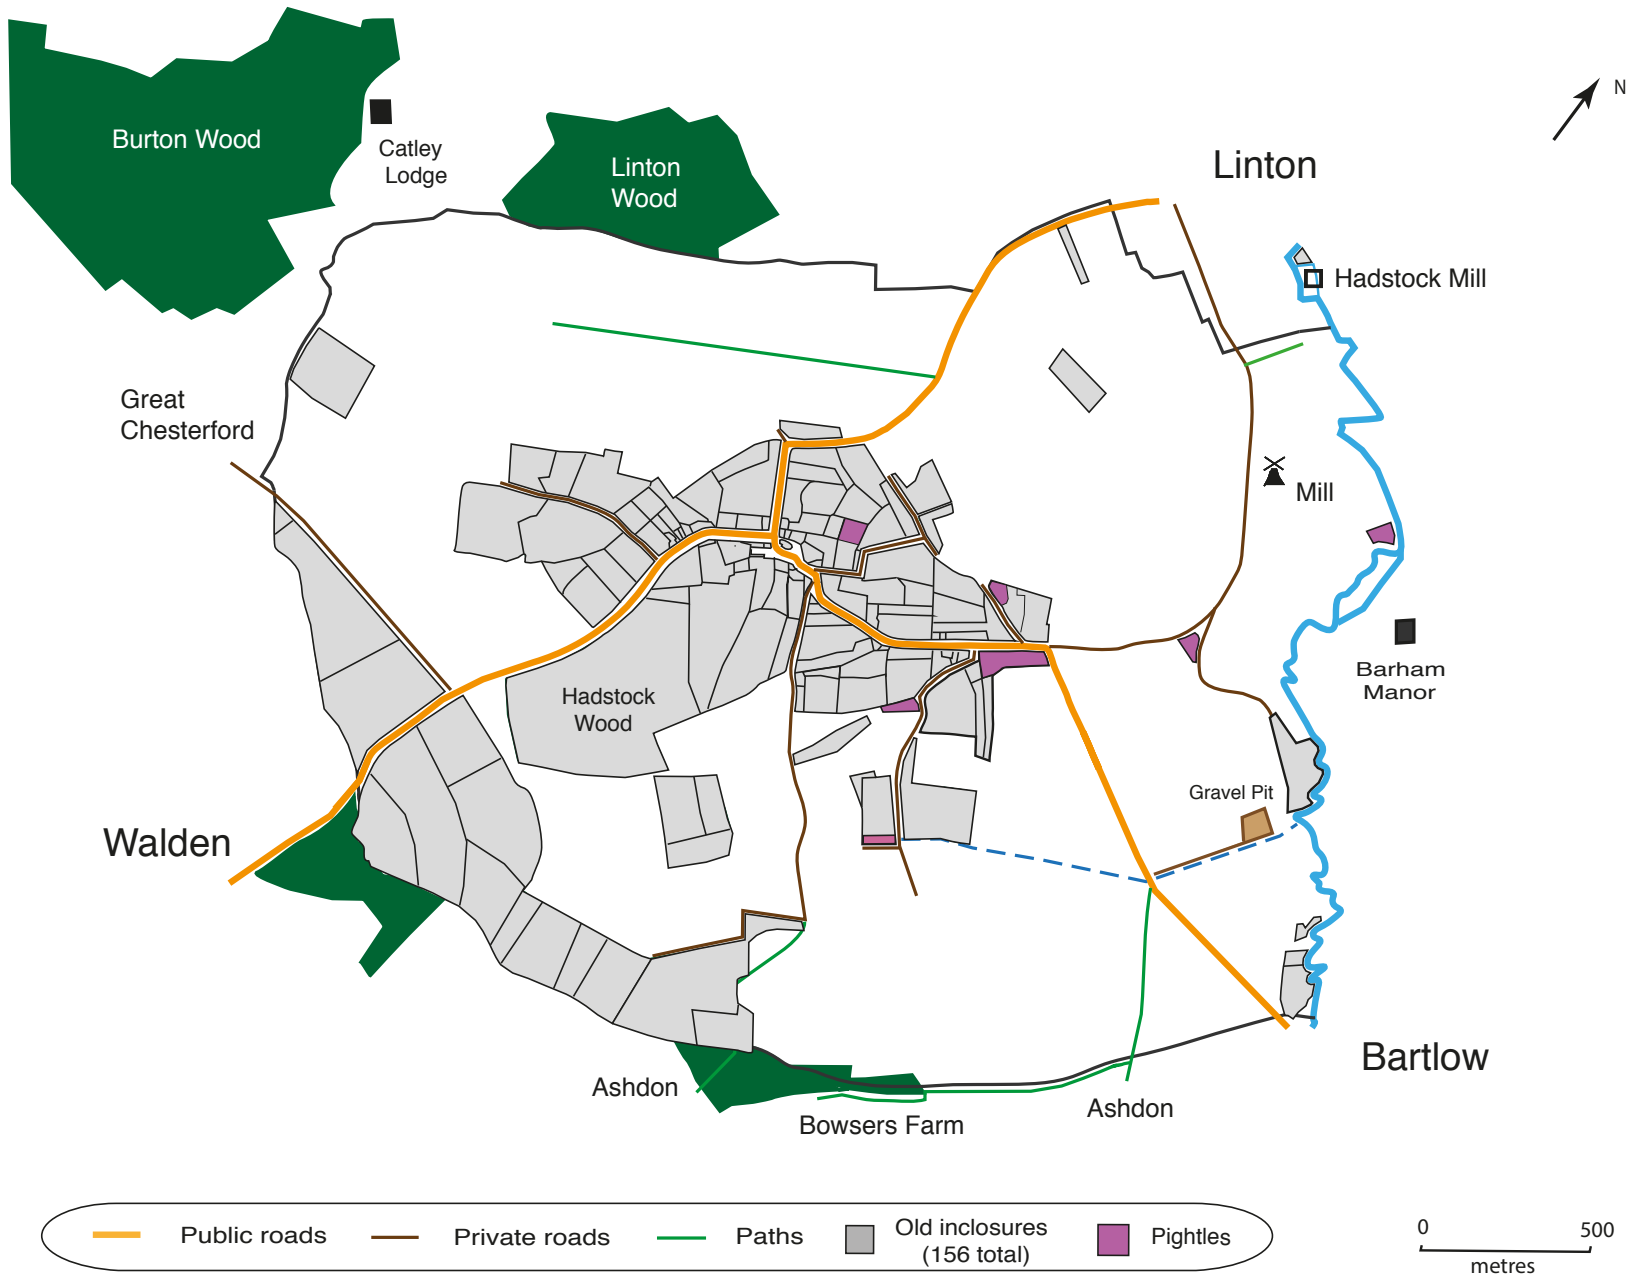 N
Linton
Burton Wood
Catley
Lodge
Linton
Wood
Hadstock Mill
Great
Chesterford
Mill
Barham
Manor
Hadstock
Wood
Gravel Pit
Walden
Bartlow
Ashdon
Ashdon
Bowsers Farm
Public roads
Private roads
Paths
Old inclosures
(156 total)
Pightles
0 500
metres